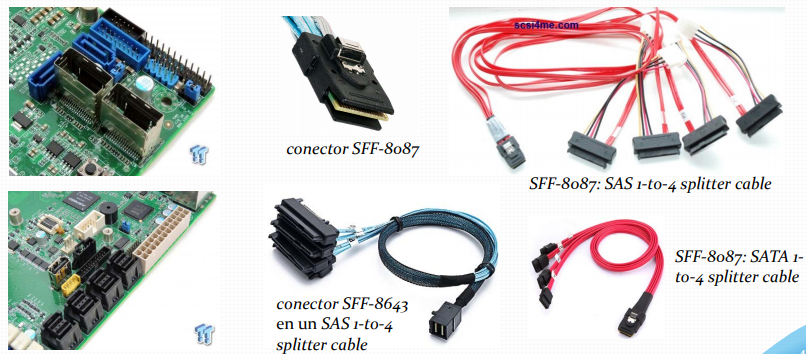 scsi4me.com
conector SFF-8087
SFF-8087: SAS 1-to-4 splitter cable
conector SFF-8643
en un SAS 1-to-4
splitter cable
SFF-8087: SATA 1-
to-4 splitter cable